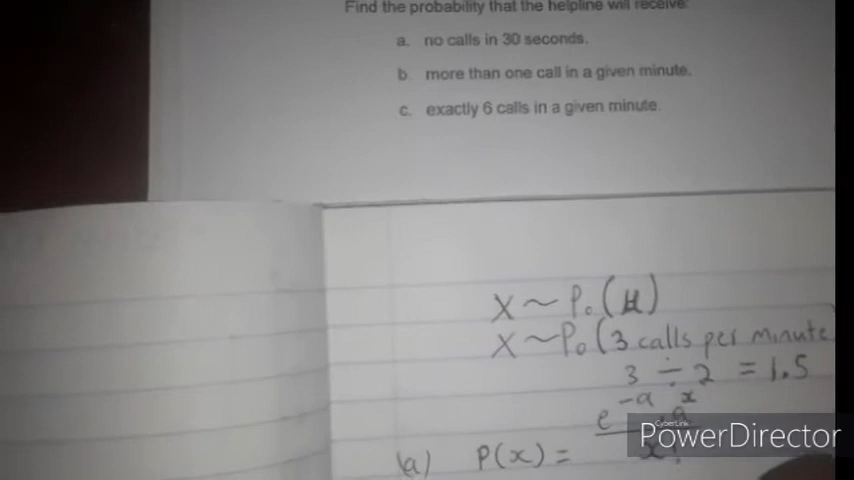 Find the probability that the helpline will receive:
a. no calls in 30 seconds.
b. more than one call in a given minute.
c. exactly 6 calls in a given minute.
X ~ Po(μ)
X ~ Po(3 calls per minute
3 ÷ 2 = 1.5
e^-a x^a
(a) P(x) = x!
CyberLink
PowerDirector